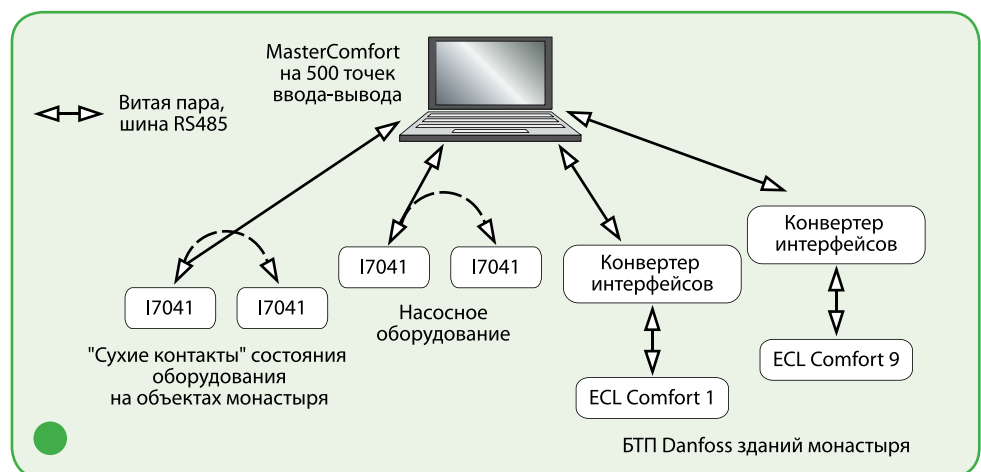 MasterComfort
на 500 точек
ввода-вывода
Витая пара,
шина RS485
I7041
I7041
"Сухие контакты" состояния
оборудования
на объектах монастыря
I7041
I7041
Насосное
оборудование
Конвертер
интерфейсов
ECL Comfort 1
Конвертер
интерфейсов
ECL Comfort 9
БТП Danfoss зданий монастыря